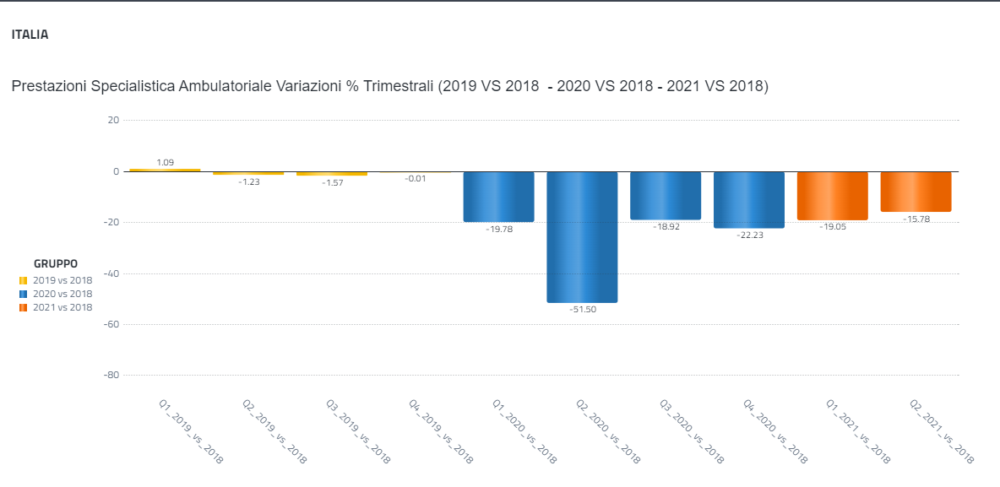 ITALIA
Prestazioni Specialistica Ambulatoriale Variazioni % Trimestrali (2019 VS 2018  - 2020 VS 2018 - 2021 VS 2018)
20
0
-20
-40
-60
-80
1.09
-1.23
-1.57
-0.01
-19.78
-51.50
-18.92
-22.23
-19.05
-15.78
GRUPPO
2019 vs 2018
2020 vs 2018
2021 vs 2018
Q1_2019_vs_2018
Q2_2019_vs_2018
Q3_2019_vs_2018
Q4_2019_vs_2018
Q1_2020_vs_2018
Q2_2020_vs_2018
Q3_2020_vs_2018
Q4_2020_vs_2018
Q1_2021_vs_2018
Q2_2021_vs_2018